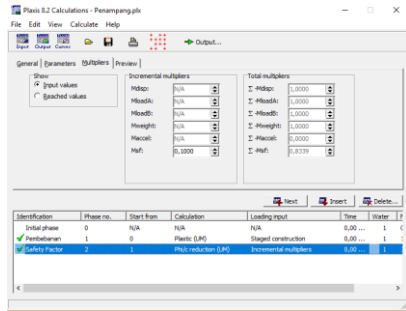 Plaxis 8.2 Calculations - Penampang.plx
File Edit View Calculate Help
Input Output Curves Output...
General Parameters Multipliers Preview
Show
Input values
Reached values
Incremental multipliers
Mdisp: N/A
MloadA: N/A
MloadB: N/A
Mweight: N/A
Maccel: N/A
Msf: 0,1000
Total multipliers
Σ -Mdisp: 1,0000
Σ -MloadA: 1,0000
Σ -MloadB: 1,0000
Σ -Mweight: 1,0000
Σ -Maccel: 0,0000
Σ -Msf: 0,8339
Next Insert Delete...
Identification Phase no. Start from Calculation Loading input Time Water
Initial phase 0 N/A N/A N/A 0,00 ... 1
Pembebanan 1 0 Plastic (UM) Staged construction 0,00 ... 1
Safety Factor 2 1 Phi/c reduction (UM) Incremental multipliers 0,00 ... 1